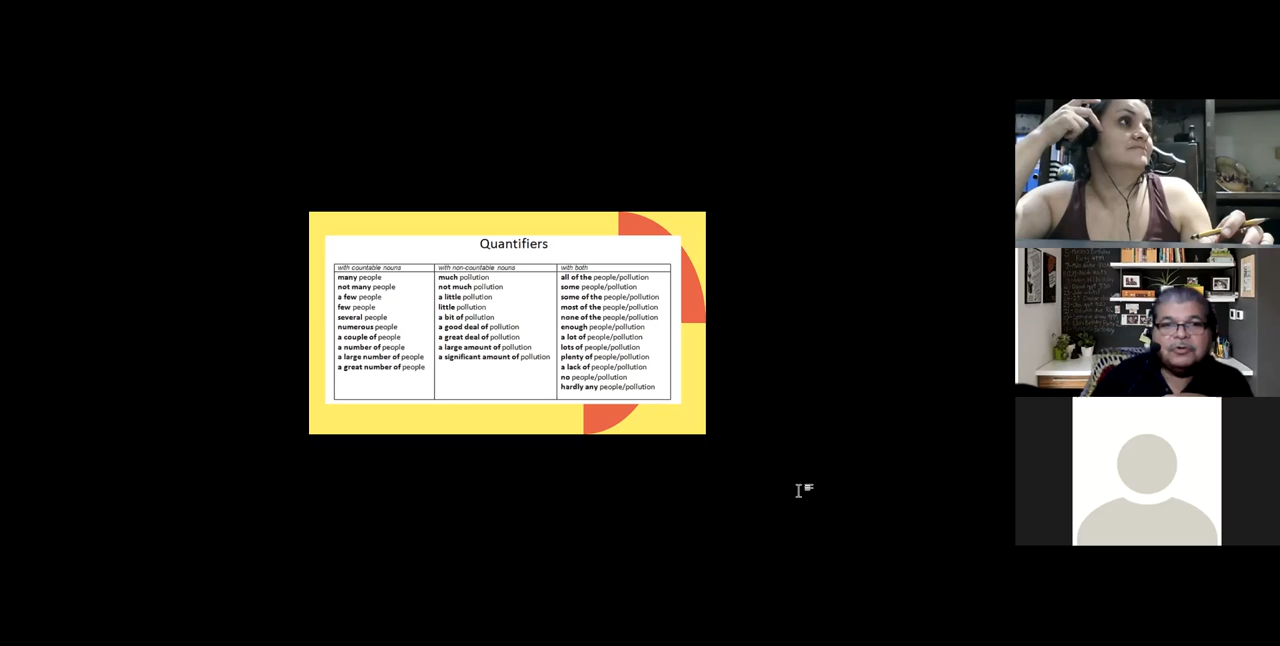 Quantifiers
with countable nouns
many people
not many people
a few people
few people
several people
numerous people
a couple of people
a number of people
a large number of people
a great number of people
with non-countable nouns
much pollution
not much pollution
a little pollution
little pollution
a bit of pollution
a good deal of pollution
a great deal of pollution
a large amount of pollution
a significant amount of pollution
with both
all of the people/pollution
some people/pollution
some of the people/pollution
most of the people/pollution
none of the people/pollution
enough people/pollution
a lot of people/pollution
lots of people/pollution
plenty of people/pollution
a lack of people/pollution
no people/pollution
hardly any people/pollution